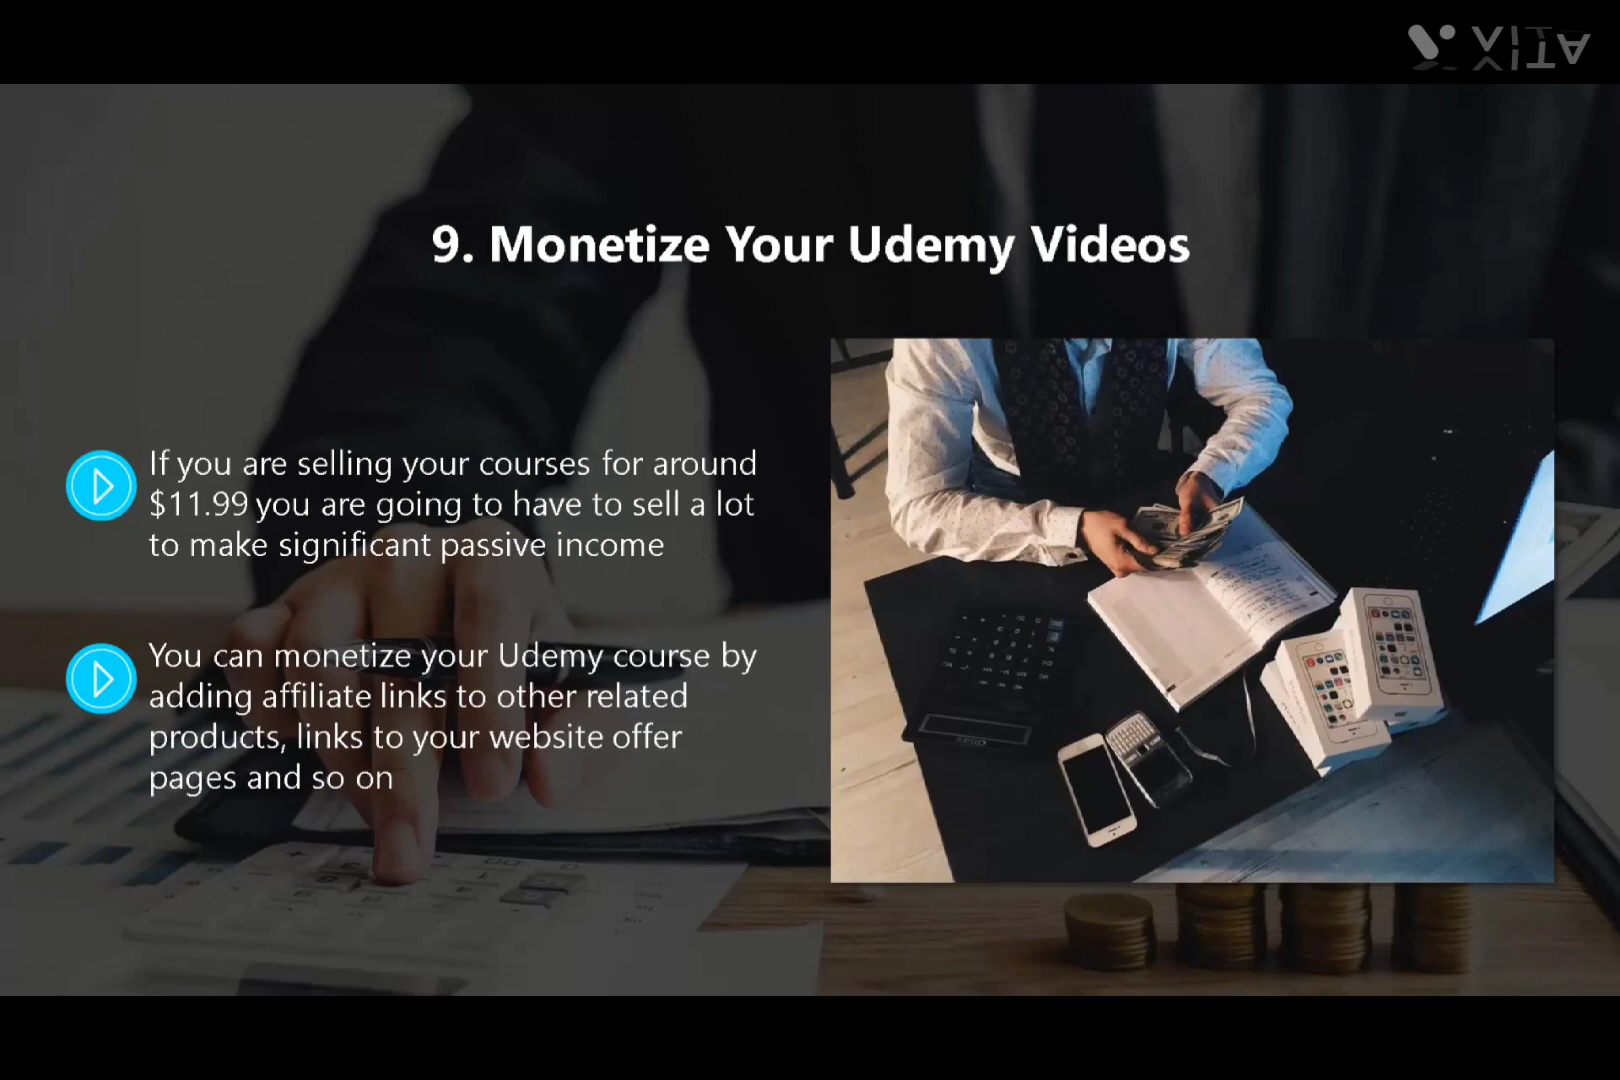 VITA
9. Monetize Your Udemy Videos
If you are selling your courses for around
$11.99 you are going to have to sell a lot
to make significant passive income
You can monetize your Udemy course by
adding affiliate links to other related
products, links to your website offer
pages and so on